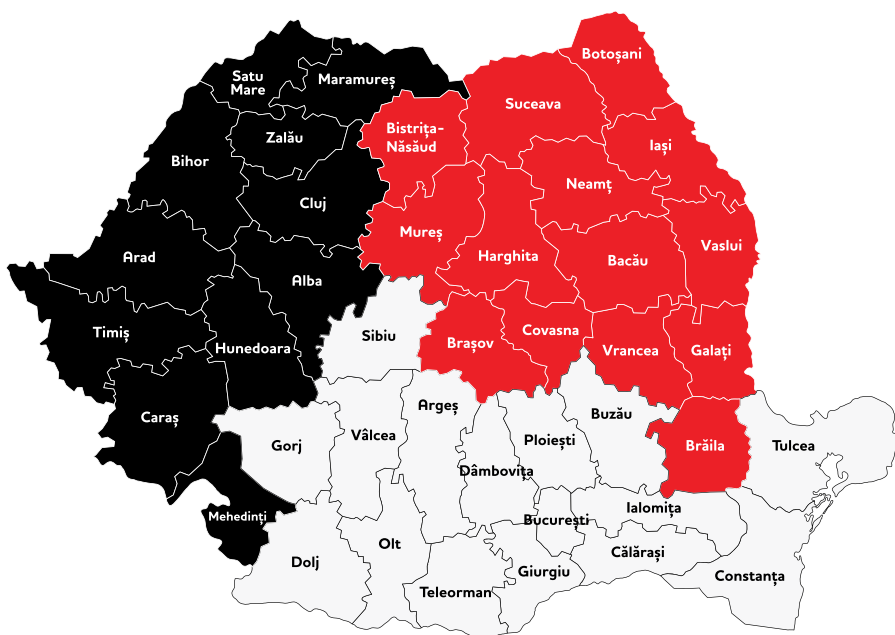 Botoșani
Satu
Mare
Maramureș
Suceava
Bistrița-
Năsăud
Zalău
Iași
Bihor
Neamț
Cluj
Mureș
Vaslui
Arad
Harghita
Bacău
Alba
Timiș
Sibiu
Covasna
Brașov
Hunedoara
Vrancea
Galați
Argeș
Caraș
Buzău
Vâlcea
Ploiești
Gorj
Brăila
Tulcea
Dâmbovița
Ialomița
Mehedinți
București
Olt
Călărași
Dolj
Giurgiu
Constanța
Teleorman